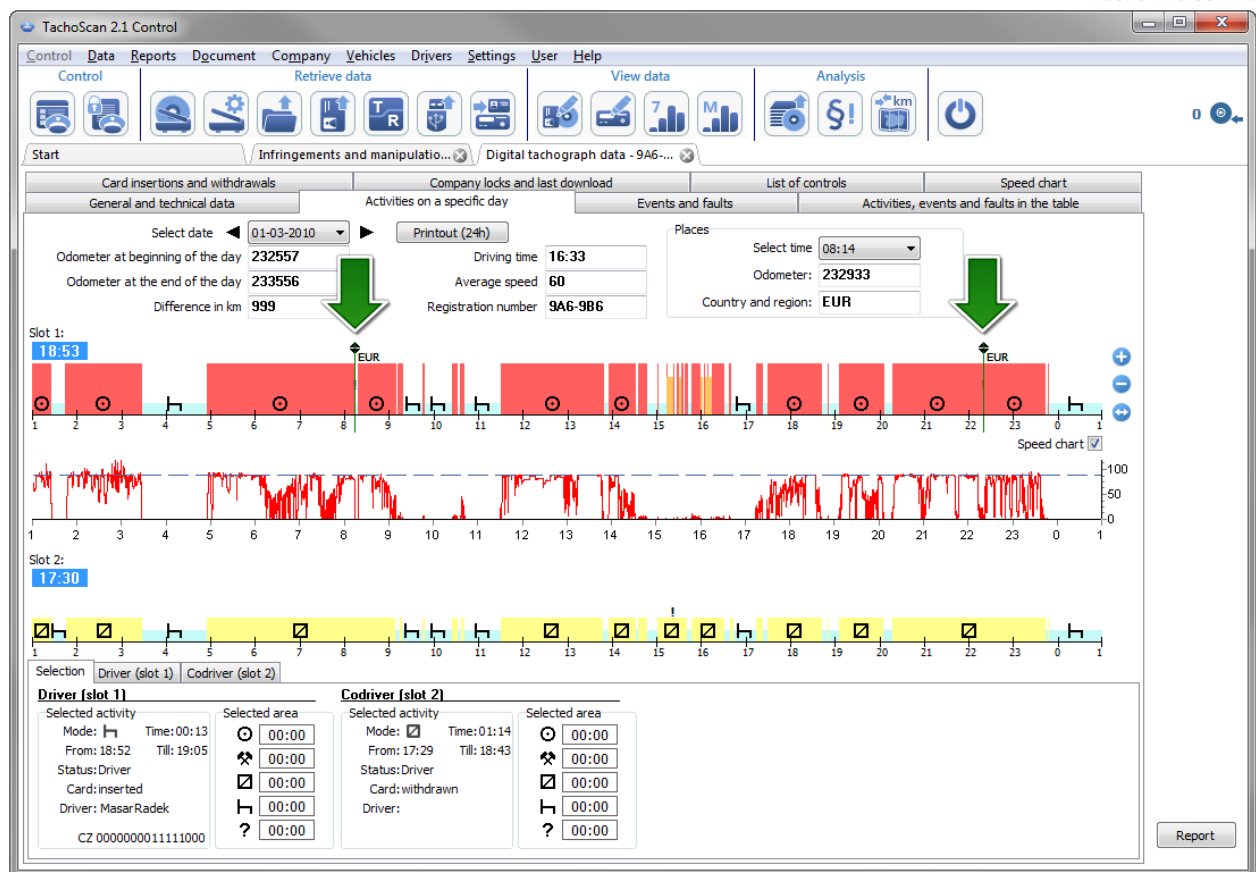 TachoScan 2.1 Control
Control Data Reports Document Company Vehicles Drivers Settings User Help
Control Retrieve data View data Analysis
T R 7 M §! km 0
Start Infringements and manipulatio... Digital tachograph data - 9A6-...
Card insertions and withdrawals Company locks and last download List of controls Speed chart
General and technical data Activities on a specific day Events and faults Activities, events and faults in the table
Select date 01-03-2010 Printout (24h) Places
Select time 08:14
Odometer at beginning of the day 232557 Driving time 16:33
Odometer: 232933
Odometer at the end of the day 233556 Average speed 60
Country and region: EUR
Difference in km 999 Registration number 9A6-9B6
Slot 1:
18:53
EUR EUR
1 2 3 4 5 6 7 8 9 10 11 12 13 14 15 16 17 18 19 20 21 22 23 0 1
Speed chart
100
50
0
1 2 3 4 5 6 7 8 9 10 11 12 13 14 15 16 17 18 19 20 21 22 23 0 1
Slot 2:
17:30
!
1 2 3 4 5 6 7 8 9 10 11 12 13 14 15 16 17 18 19 20 21 22 23 0 1
Selection Driver (slot 1) Codriver (slot 2)
Driver (slot 1) Codriver (slot 2)
Selected activity Selected area Selected activity Selected area
Mode: Time:00:13 00:00 Mode: Time:01:14 00:00
From: 18:52 Till: 19:05 00:00 From: 17:29 Till: 18:43 00:00
Status:Driver 00:00 Status:Driver 00:00
Card:inserted Card:withdrawn
Driver: MasarRadek 00:00 Driver: 00:00
CZ 0000000011111000 ? 00:00 ? 00:00
Report